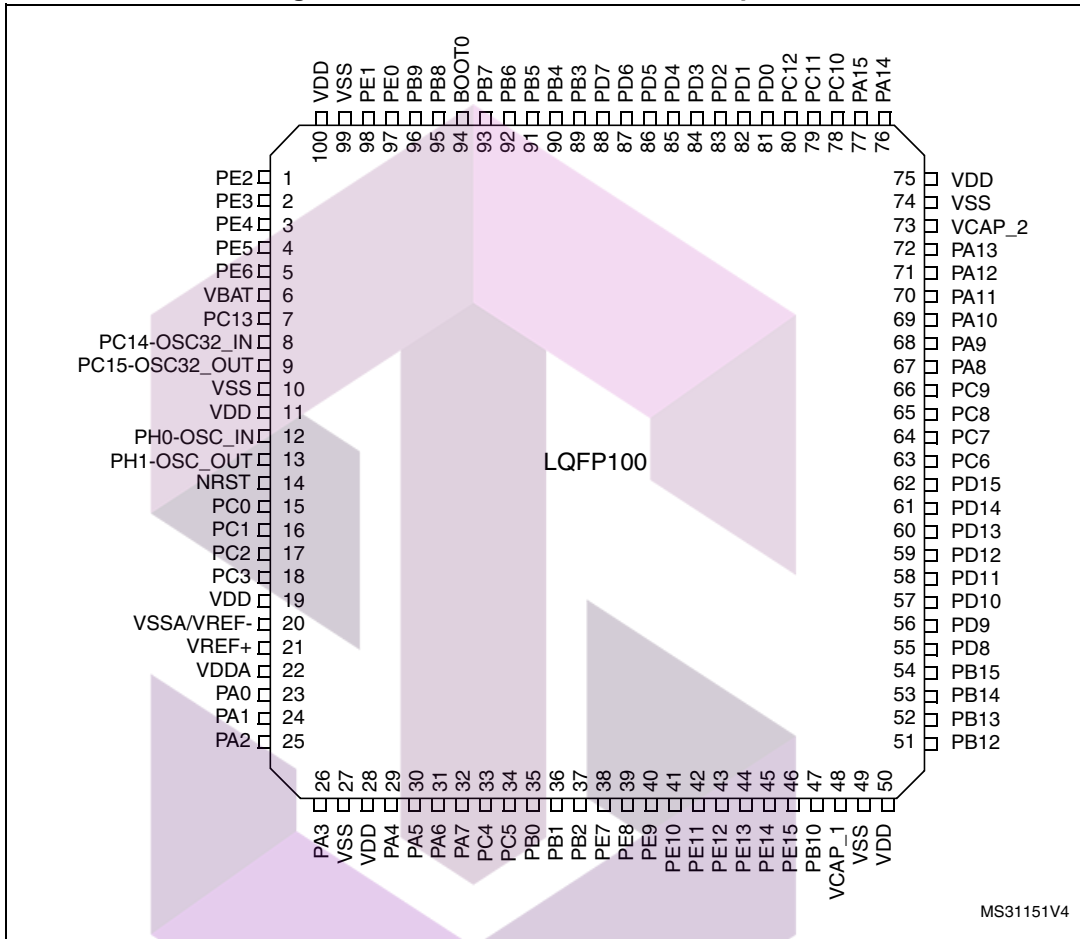 VDD
VSS
PE1
PE0
PB9
PB8
BOOT0
PB7
PB6
PB5
PB4
PB3
PD7
PD6
PD5
PD4
PD3
PD2
PD1
PD0
PC12
PC11
PC10
PA15
PA14
100
99
98
97
96
95
94
93
92
91
90
89
88
87
86
85
84
83
82
81
80
79
78
77
76
PE2 1
PE3 2
PE4 3
PE5 4
PE6 5
VBAT 6
PC13 7
PC14-OSC32_IN 8
PC15-OSC32_OUT 9
VSS 10
VDD 11
PH0-OSC_IN 12
PH1-OSC_OUT 13
NRST 14
PC0 15
PC1 16
PC2 17
PC3 18
VDD 19
VSSA/VREF- 20
VREF+ 21
VDDA 22
PA0 23
PA1 24
PA2 25
LQFP100
75 VDD
74 VSS
73 VCAP_2
72 PA13
71 PA12
70 PA11
69 PA10
68 PA9
67 PA8
66 PC9
65 PC8
64 PC7
63 PC6
62 PD15
61 PD14
60 PD13
59 PD12
58 PD11
57 PD10
56 PD9
55 PD8
54 PB15
53 PB14
52 PB13
51 PB12
26
27
28
29
30
31
32
33
34
35
36
37
38
39
40
41
42
43
44
45
46
47
48
49
50
PA3
VSS
VDD
PA4
PA5
PA6
PA7
PC4
PC5
PB0
PB1
PB2
PE7
PE8
PE9
PE10
PE11
PE12
PE13
PE14
PE15
PB10
VCAP_1
VSS
VDD
MS31151V4